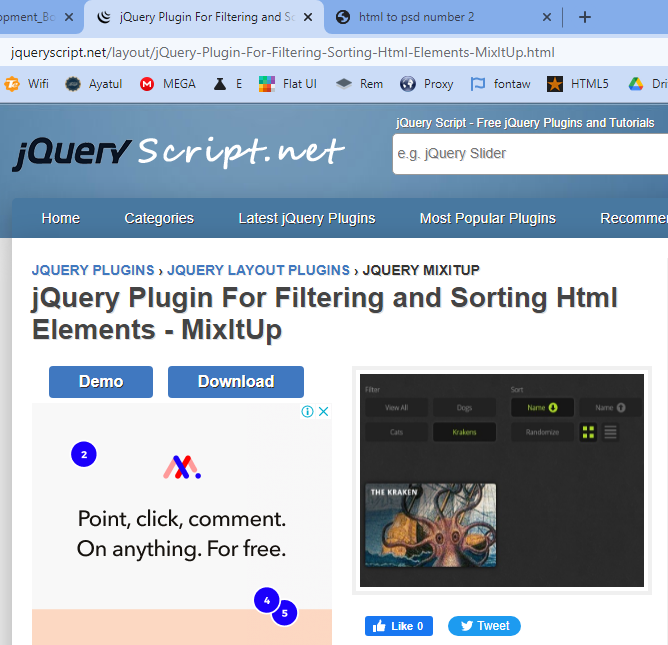 opment_Bo
jQuery Plugin For Filtering and So
html to psd number 2
jqueryscript.net/layout/jQuery-Plugin-For-Filtering-Sorting-Html-Elements-MixItUp.html
Wifi
Ayatul
MEGA
E
Flat UI
Rem
Proxy
fontaw
HTML5
Dri
jQuery Script - Free jQuery Plugins and Tutorials
jQuery Script.net
e.g. jQuery Slider
Home
Categories
Latest jQuery Plugins
Most Popular Plugins
Recomme
JQUERY PLUGINS › JQUERY LAYOUT PLUGINS › JQUERY MIXITUP
jQuery Plugin For Filtering and Sorting Html
Elements - MixItUp
Demo
Download
2
Point, click, comment.
On anything. For free.
4
5
Filter
Sort
View All
Dogs
Name
Name
Cats
Krakens
Randomize
THE KRAKEN
Like 0
Tweet